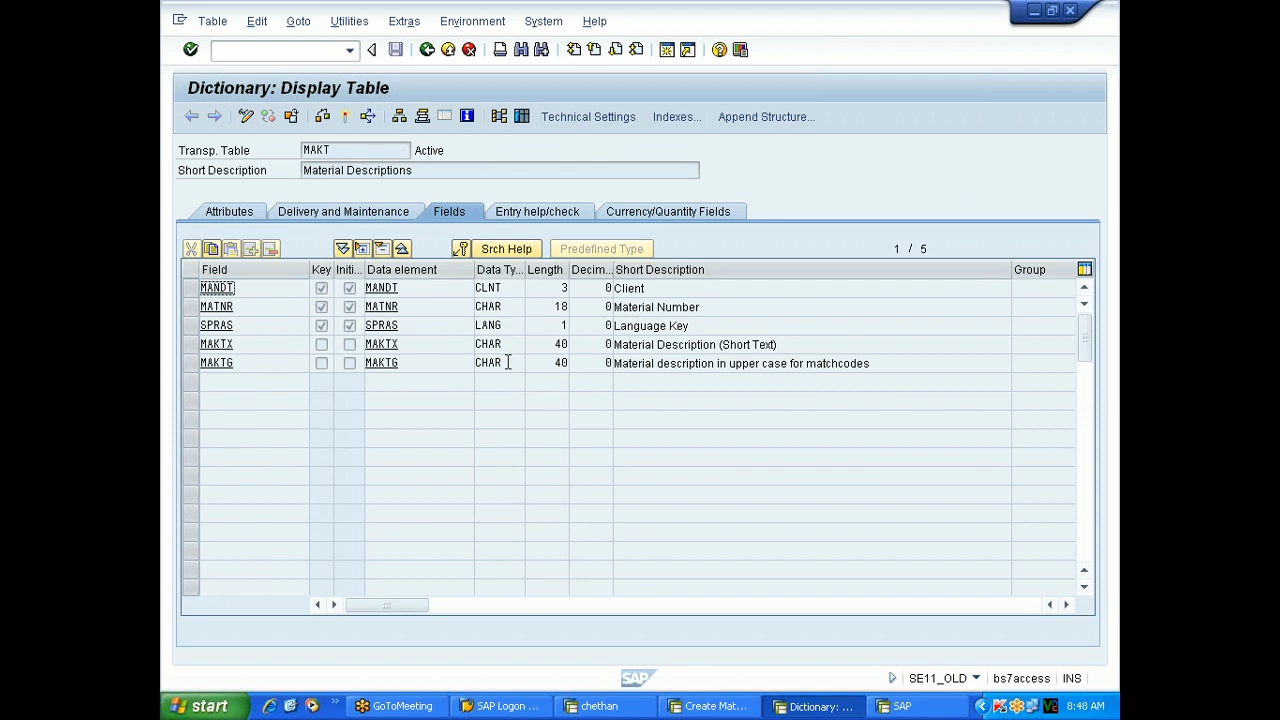 Table Edit Goto Utilities Extras Environment System Help
Dictionary: Display Table
Technical Settings Indexes... Append Structure...
Transp. Table MAKT Active
Short Description Material Descriptions
Attributes Delivery and Maintenance Fields Entry help/check Currency/Quantity Fields
Srch Help Predefined Type 1 / 5
Field Key Initi... Data element Data Ty... Length Decim... Short Description Group
MANDT MANDT CLNT 3 0 Client
MATNR MATNR CHAR 18 0 Material Number
SPRAS SPRAS LANG 1 0 Language Key
MAKTX MAKTX CHAR 40 0 Material Description (Short Text)
MAKTG MAKTG CHAR 40 0 Material description in upper case for matchcodes
SAP SE11_OLD bs7access INS
start GoToMeeting SAP Logon ... chethan Create Mat... Dictionary: ... SAP 8:48 AM